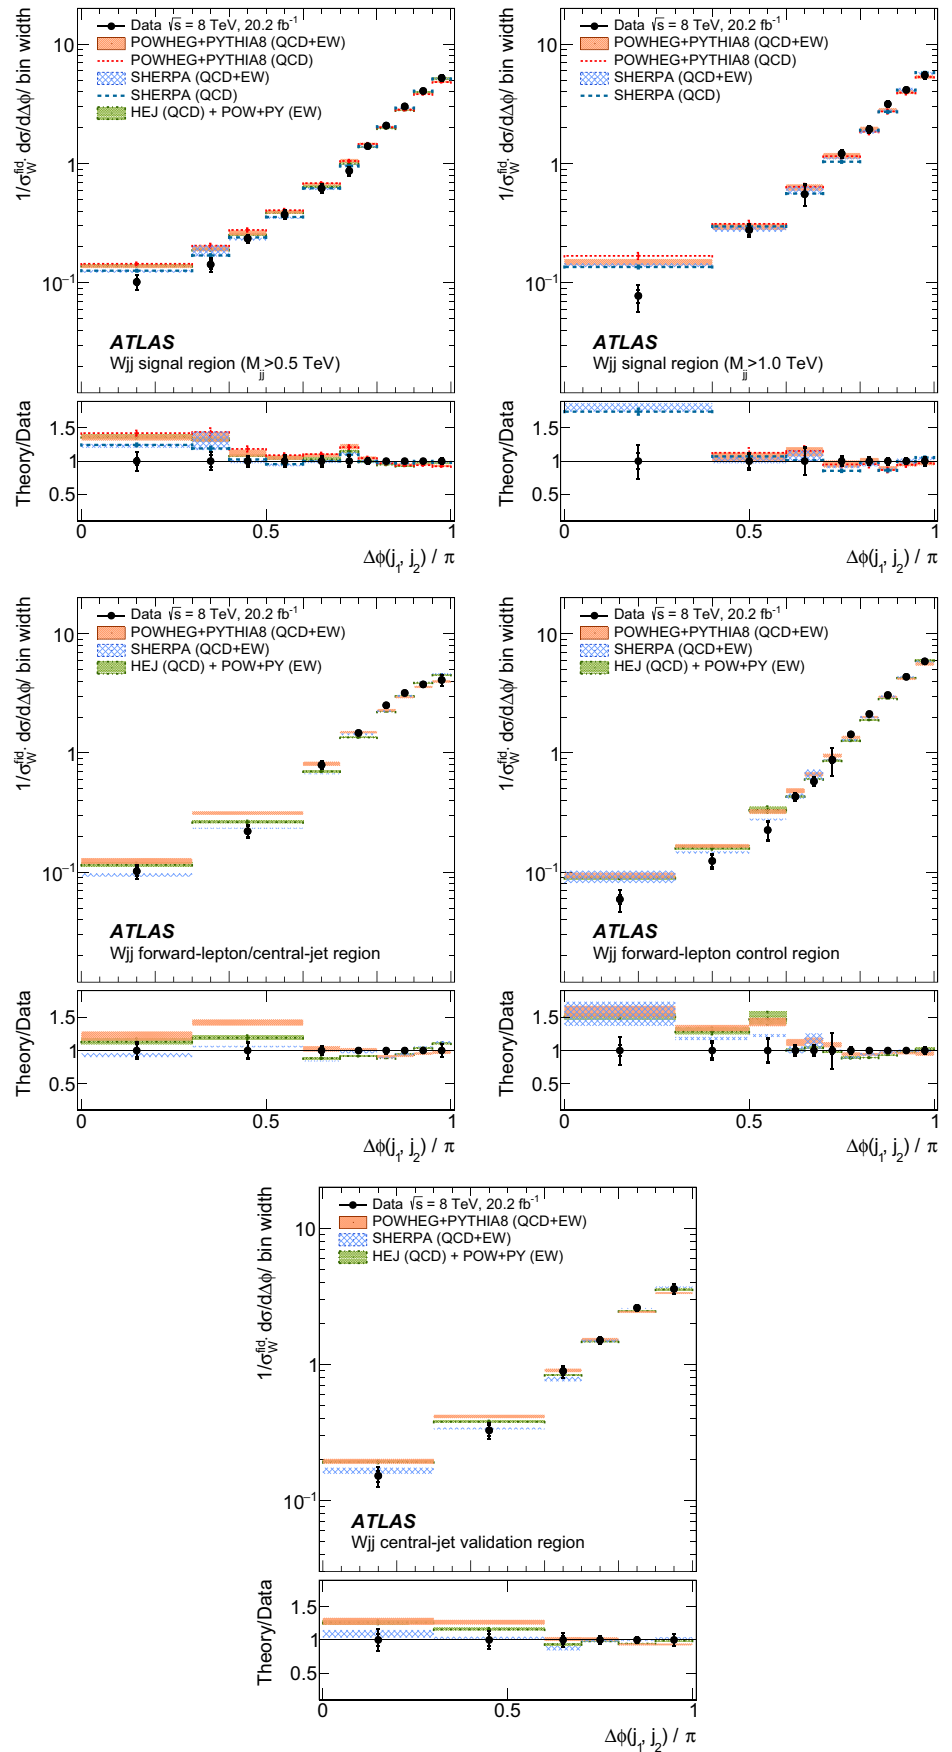 Data √s = 8 TeV, 20.2 fb⁻¹
POWHEG+PYTHIA8 (QCD+EW)
POWHEG+PYTHIA8 (QCD)
SHERPA (QCD+EW)
SHERPA (QCD)
HEJ (QCD) + POW+PY (EW)
1/σ_W^fid. dσ/dΔφ/ bin width
10
1
10⁻¹
ATLAS
Wjj signal region (M_jj>0.5 TeV)
Theory/Data
1.5
1
0.5
0 0.5 1
Δφ(j₁, j₂) / π
Data √s = 8 TeV, 20.2 fb⁻¹
POWHEG+PYTHIA8 (QCD+EW)
POWHEG+PYTHIA8 (QCD)
SHERPA (QCD+EW)
SHERPA (QCD)
1/σ_W^fid. dσ/dΔφ/ bin width
10
1
10⁻¹
ATLAS
Wjj signal region (M_jj>1.0 TeV)
Theory/Data
1.5
1
0.5
0 0.5 1
Δφ(j₁, j₂) / π
Data √s = 8 TeV, 20.2 fb⁻¹
POWHEG+PYTHIA8 (QCD+EW)
SHERPA (QCD+EW)
HEJ (QCD) + POW+PY (EW)
1/σ_W^fid. dσ/dΔφ/ bin width
10
1
10⁻¹
ATLAS
Wjj forward-lepton/central-jet region
Theory/Data
1.5
1
0.5
0 0.5 1
Δφ(j₁, j₂) / π
Data √s = 8 TeV, 20.2 fb⁻¹
POWHEG+PYTHIA8 (QCD+EW)
SHERPA (QCD+EW)
HEJ (QCD) + POW+PY (EW)
1/σ_W^fid. dσ/dΔφ/ bin width
10
1
10⁻¹
ATLAS
Wjj forward-lepton control region
Theory/Data
1.5
1
0.5
0 0.5 1
Δφ(j₁, j₂) / π
Data √s = 8 TeV, 20.2 fb⁻¹
POWHEG+PYTHIA8 (QCD+EW)
SHERPA (QCD+EW)
HEJ (QCD) + POW+PY (EW)
1/σ_W^fid. dσ/dΔφ/ bin width
10
1
10⁻¹
ATLAS
Wjj central-jet validation region
Theory/Data
1.5
1
0.5
0 0.5 1
Δφ(j₁, j₂) / π